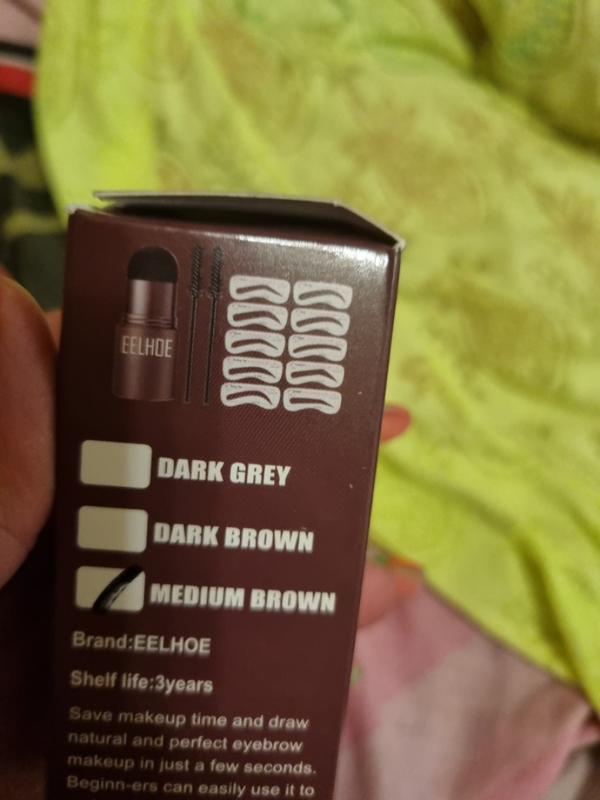 EELHOE
DARK GREY
DARK BROWN
MEDIUM BROWN
Brand:EELHOE
Shelf life:3years
Save makeup time and draw
natural and perfect eyebrow
makeup in just a few seconds.
Beginn-ers can easily use it to